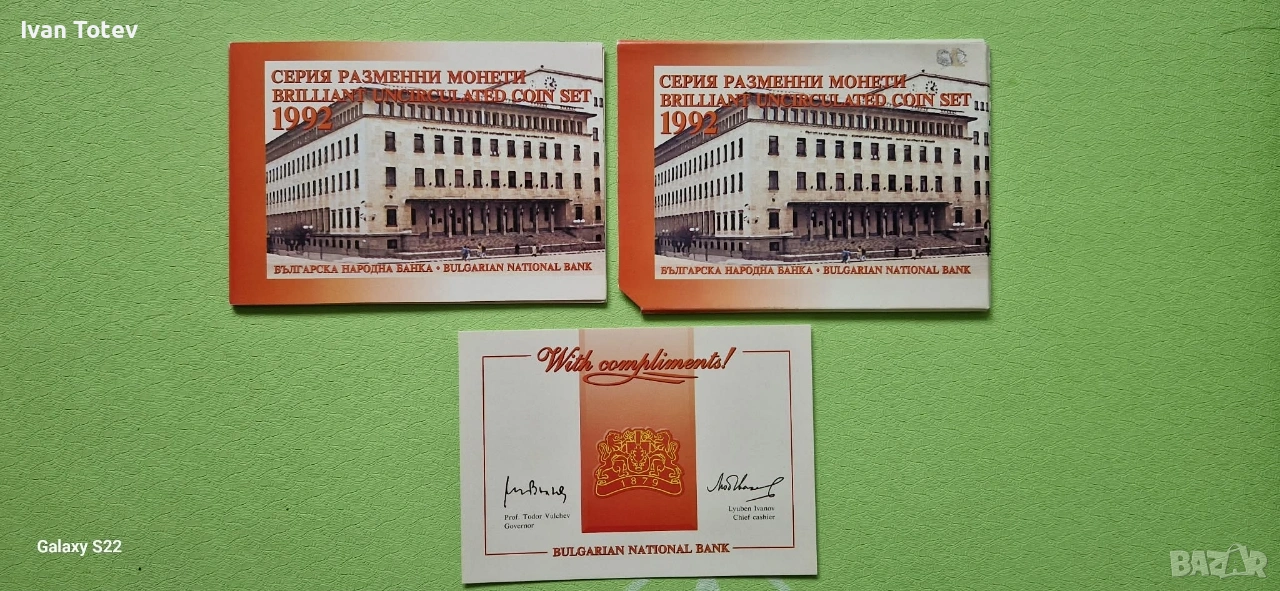 Ivan Totev
СЕРИЯ РАЗМЕННИ МОНЕТИ
BRILLIANT UNCIRCULATED COIN SET
1992
БЪЛГАРСКА НАРОДНА БАНКА • BULGARIAN NATIONAL BANK
СЕРИЯ РАЗМЕННИ МОНЕТИ
BRILLIANT UNCIRCULATED COIN SET
1992
БЪЛГАРСКА НАРОДНА БАНКА • BULGARIAN NATIONAL BANK
With compliments!
1879
Prof. Todor Vulchev
Governor
Lyuben Ivanov
Chief cashier
BULGARIAN NATIONAL BANK
Galaxy S22
BAZAR